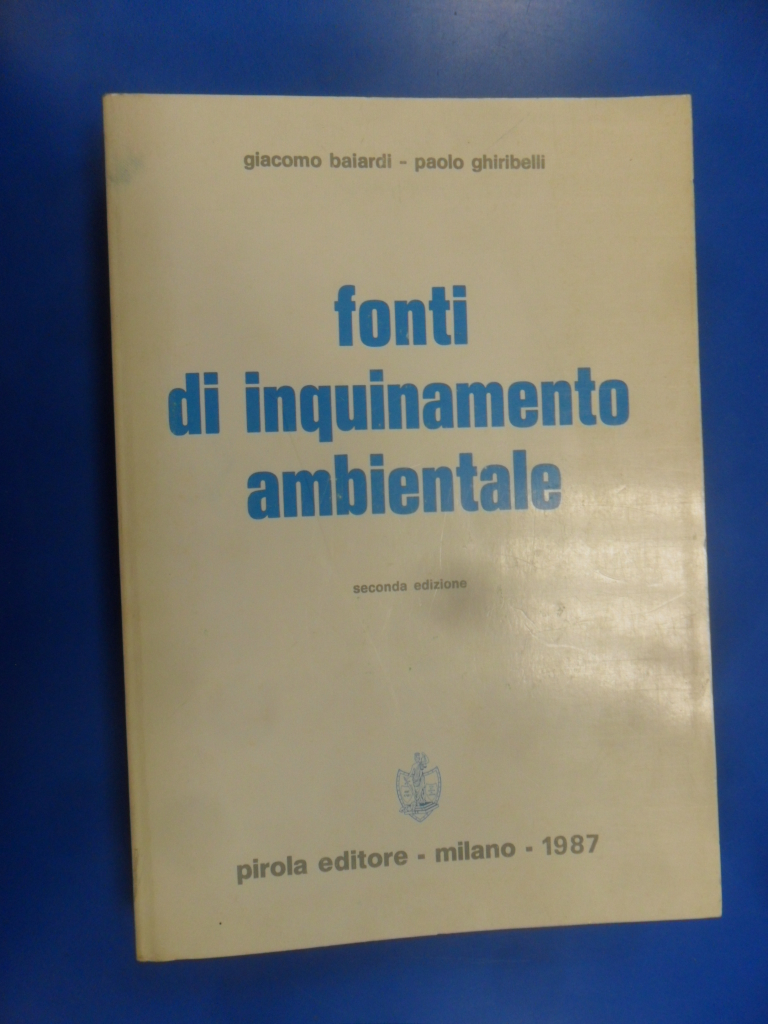 giacomo baiardi - paolo ghiribelli
fonti
di inquinamento
ambientale
seconda edizione
pirola editore - milano - 1987